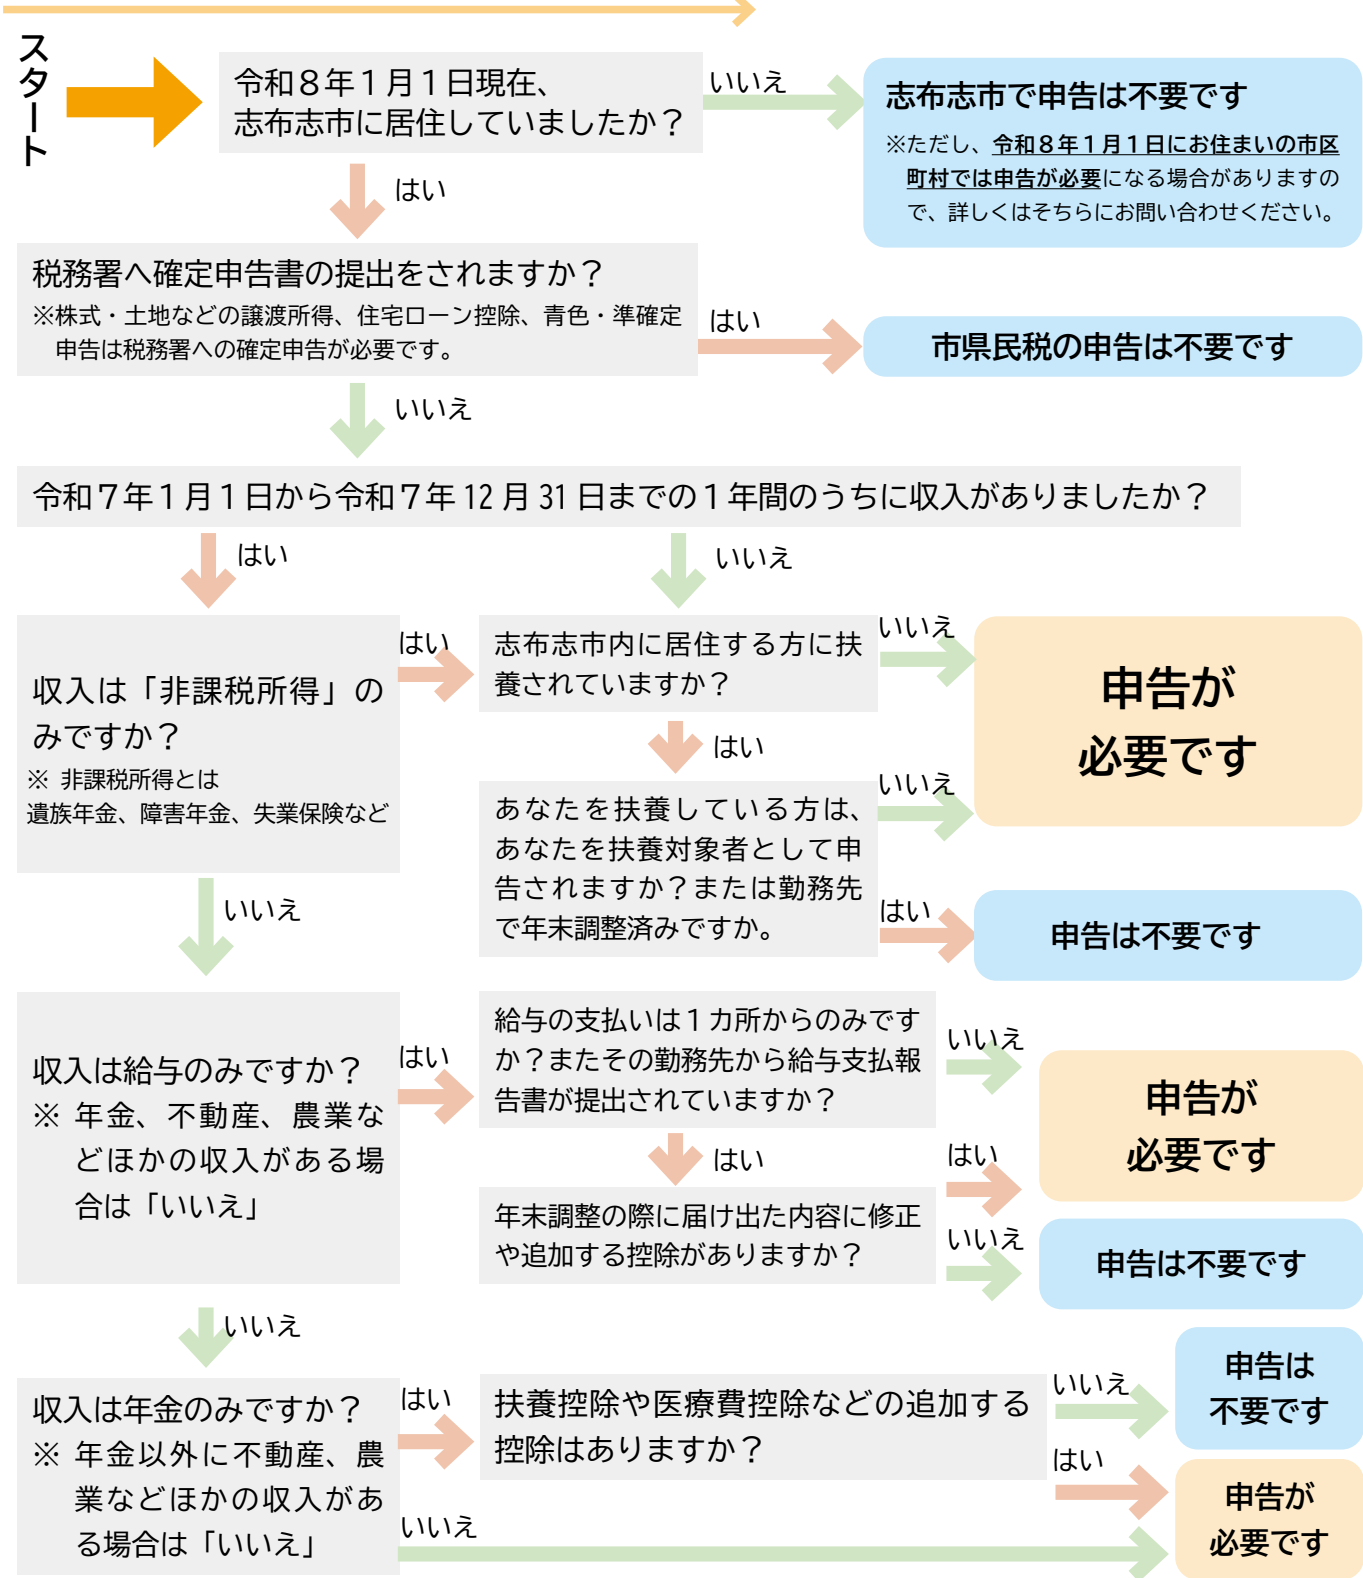 スタート
令和８年１月１日現在、
志布志市に居住していましたか？
いいえ
志布志市で申告は不要です
※ただし、令和８年１月１日にお住まいの市区
町村では申告が必要になる場合がありますの
で、詳しくはそちらにお問い合わせください。
はい
税務署へ確定申告書の提出をされますか？
※株式・土地などの譲渡所得、住宅ローン控除、青色・準確定
申告は税務署への確定申告が必要です。
はい
市県民税の申告は不要です
いいえ
令和７年１月１日から令和７年 12 月 31 日までの１年間のうちに収入がありましたか？
はい
いいえ
収入は「非課税所得」の
みですか？
※ 非課税所得とは
遺族年金、障害年金、失業保険など
はい
志布志市内に居住する方に扶
養されていますか？
いいえ
申告が
必要です
はい
あなたを扶養している方は、
あなたを扶養対象者として申
告されますか？または勤務先
で年末調整済みですか。
いいえ
はい
申告は不要です
いいえ
収入は給与のみですか？
※ 年金、不動産、農業な
どほかの収入がある場
合は「いいえ」
はい
給与の支払いは１カ所からのみです
か？またその勤務先から給与支払報
告書が提出されていますか？
いいえ
申告が
必要です
はい
年末調整の際に届け出た内容に修正
や追加する控除がありますか？
はい
いいえ
申告は不要です
いいえ
収入は年金のみですか？
※ 年金以外に不動産、農
業などほかの収入があ
る場合は「いいえ」
はい
扶養控除や医療費控除などの追加する
控除はありますか？
いいえ
申告は
不要です
はい
申告が
必要です
いいえ